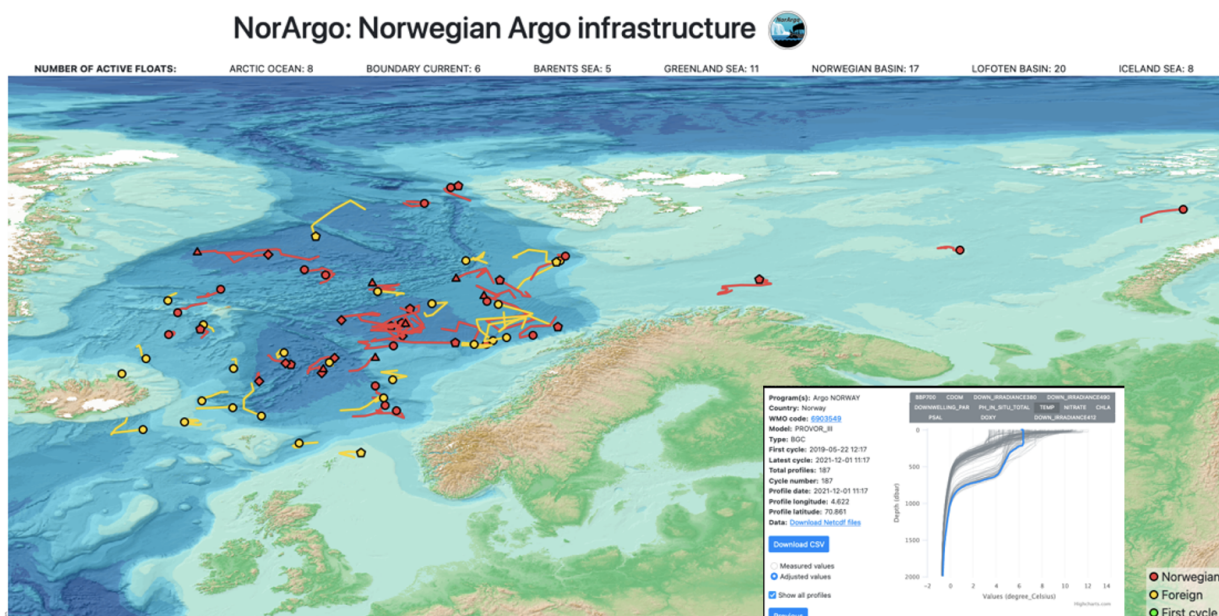 NorArgo: Norwegian Argo infrastructure
NorArgo
NUMBER OF ACTIVE FLOATS: ARCTIC OCEAN: 8 BOUNDARY CURRENT: 6 BARENTS SEA: 5 GREENLAND SEA: 11 NORWEGIAN BASIN: 17 LOFOTEN BASIN: 20 ICELAND SEA: 8
Program(s): Argo NORWAY
Country: Norway
WMO code: 6903549
Model: PROVOR_III
Type: BGC
First cycle: 2019-05-22 12:17
Latest cycle: 2021-12-01 11:17
Total profiles: 187
Cycle number: 187
Profile date: 2021-12-01 11:17
Profile longitude: 4.622
Profile latitude: 70.861
Data: Download Netcdf files
Download CSV
Measured values
Adjusted values
Show all profiles
Previous
BBP700 CDOM DOWN_IRRADIANCE380 DOWN_IRRADIANCE490
DOWNWELLING_PAR PH_IN_SITU_TOTAL TEMP NITRATE CHLA
PSAL DOXY DOWN_IRRADIANCE412
Depth (dbar)
0
500
1000
1500
2000
-2 0 2 4 6 8 10 12 14
Values (degree_Celsius)
Highcharts.com
Norwegian
Foreign
First cycle